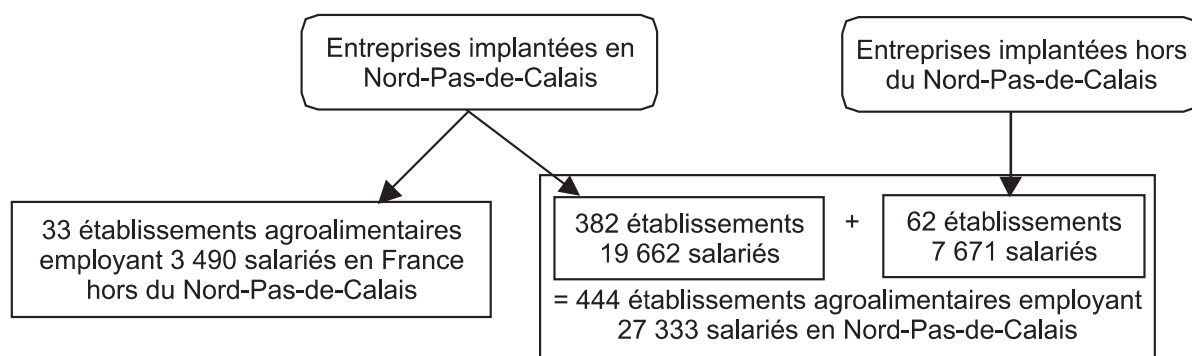 Entreprises implantées en
Nord-Pas-de-Calais
Entreprises implantées hors
du Nord-Pas-de-Calais
33 établissements agroalimentaires
employant 3 490 salariés en France
hors du Nord-Pas-de-Calais
382 établissements
19 662 salariés
+
62 établissements
7 671 salariés
= 444 établissements agroalimentaires employant
27 333 salariés en Nord-Pas-de-Calais